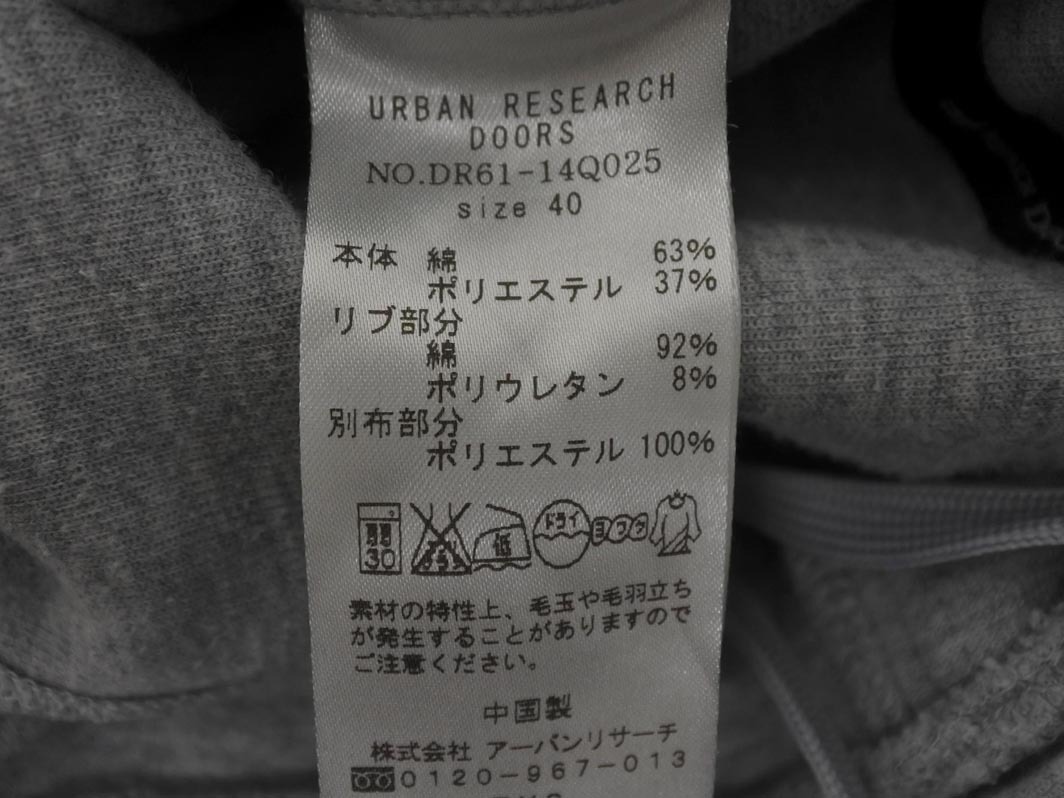 URBAN RESEARCH
DOORS
NO.DR61-14Q025
size 40
本体 綿 63%
ポリエステル 37%
リブ部分
綿 92%
ポリウレタン 8%
別布部分
ポリエステル 100%
30 低 ドライ ヨワク
素材の特性上、毛玉や毛羽立ち
が発生することがありますので
ご注意ください。
中国製
株式会社 アーバンリサーチ
0120-967-013